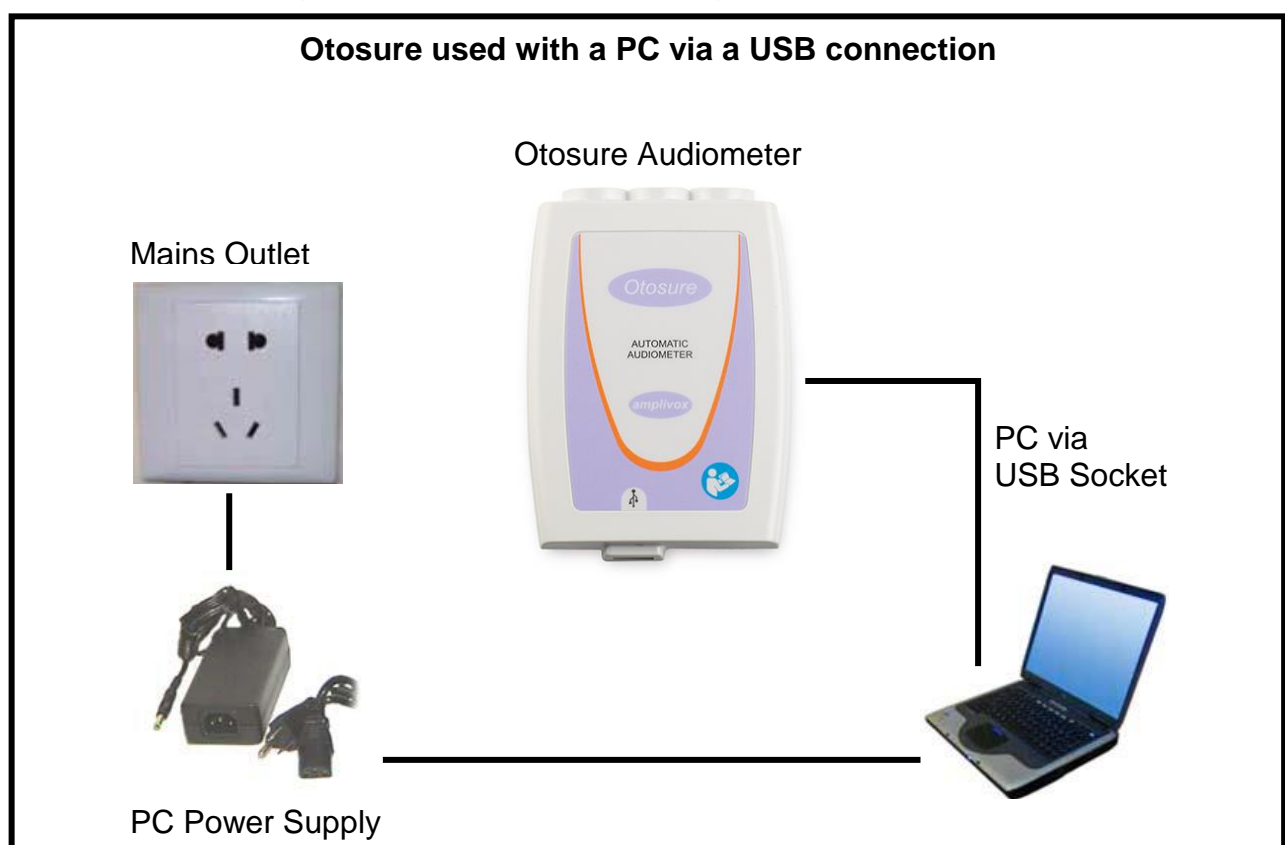 Otosure used with a PC via a USB connection
Otosure Audiometer
Mains Outlet
Otosure
AUTOMATIC
AUDIOMETER
amplivox
PC via
USB Socket
PC Power Supply